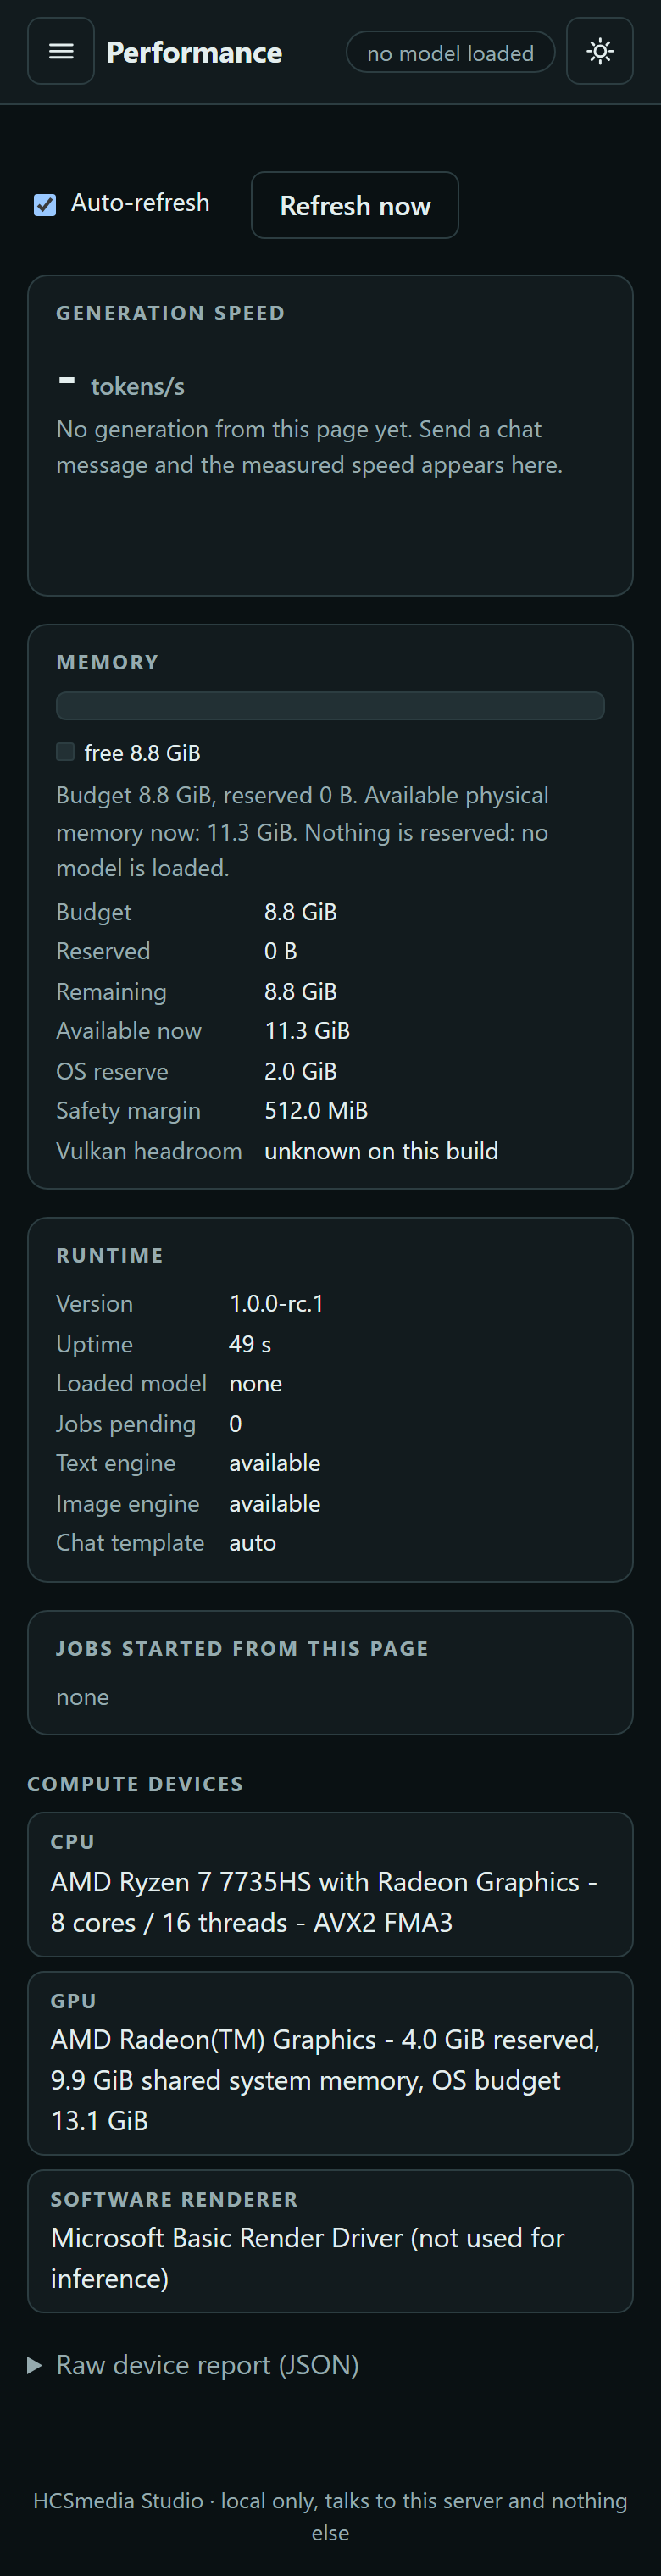 Performance
no model loaded
Auto-refresh
Refresh now
GENERATION SPEED
- tokens/s
No generation from this page yet. Send a chat
message and the measured speed appears here.
MEMORY
free 8.8 GiB
Budget 8.8 GiB, reserved 0 B. Available physical
memory now: 11.3 GiB. Nothing is reserved: no
model is loaded.
Budget 8.8 GiB
Reserved 0 B
Remaining 8.8 GiB
Available now 11.3 GiB
OS reserve 2.0 GiB
Safety margin 512.0 MiB
Vulkan headroom unknown on this build
RUNTIME
Version 1.0.0-rc.1
Uptime 49 s
Loaded model none
Jobs pending 0
Text engine available
Image engine available
Chat template auto
JOBS STARTED FROM THIS PAGE
none
COMPUTE DEVICES
CPU
AMD Ryzen 7 7735HS with Radeon Graphics -
8 cores / 16 threads - AVX2 FMA3
GPU
AMD Radeon(TM) Graphics - 4.0 GiB reserved,
9.9 GiB shared system memory, OS budget
13.1 GiB
SOFTWARE RENDERER
Microsoft Basic Render Driver (not used for
inference)
Raw device report (JSON)
HCSmedia Studio · local only, talks to this server and nothing
else